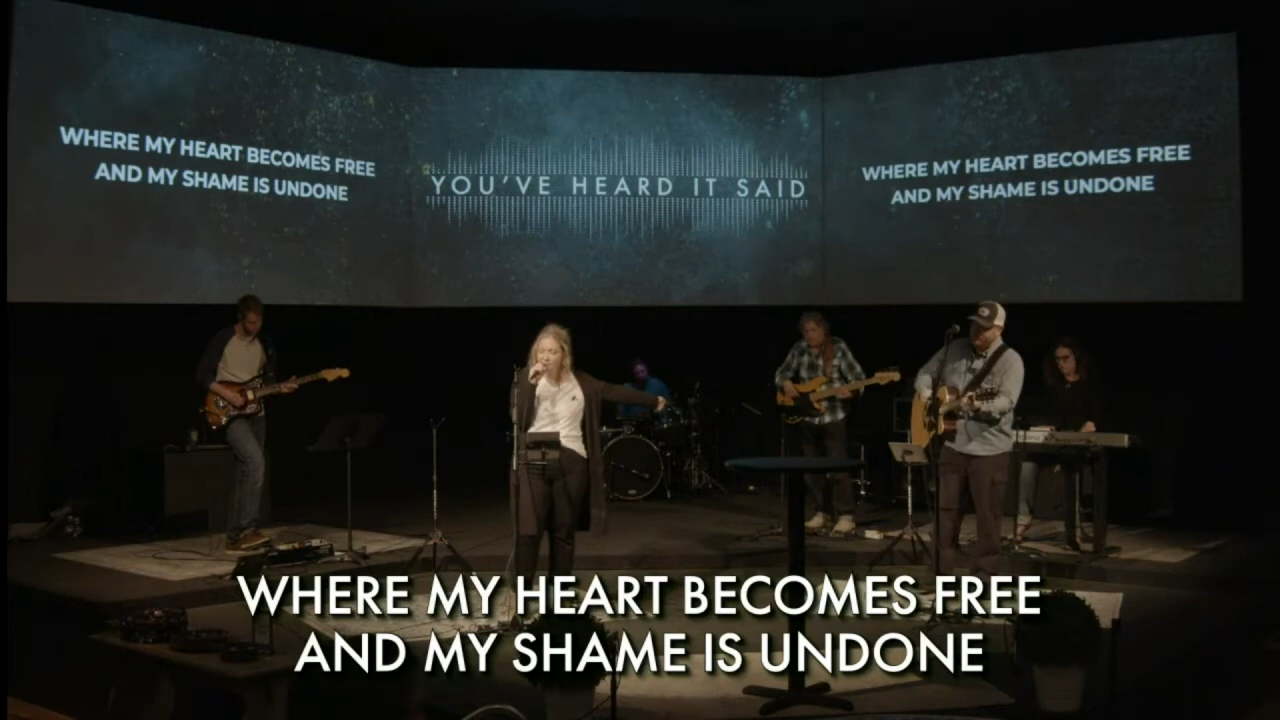 WHERE MY HEART BECOMES FREE
AND MY SHAME IS UNDONE
YOU'VE HEARD IT SAID
WHERE MY HEART BECOMES FREE
AND MY SHAME IS UNDONE
WHERE MY HEART BECOMES FREE
AND MY SHAME IS UNDONE